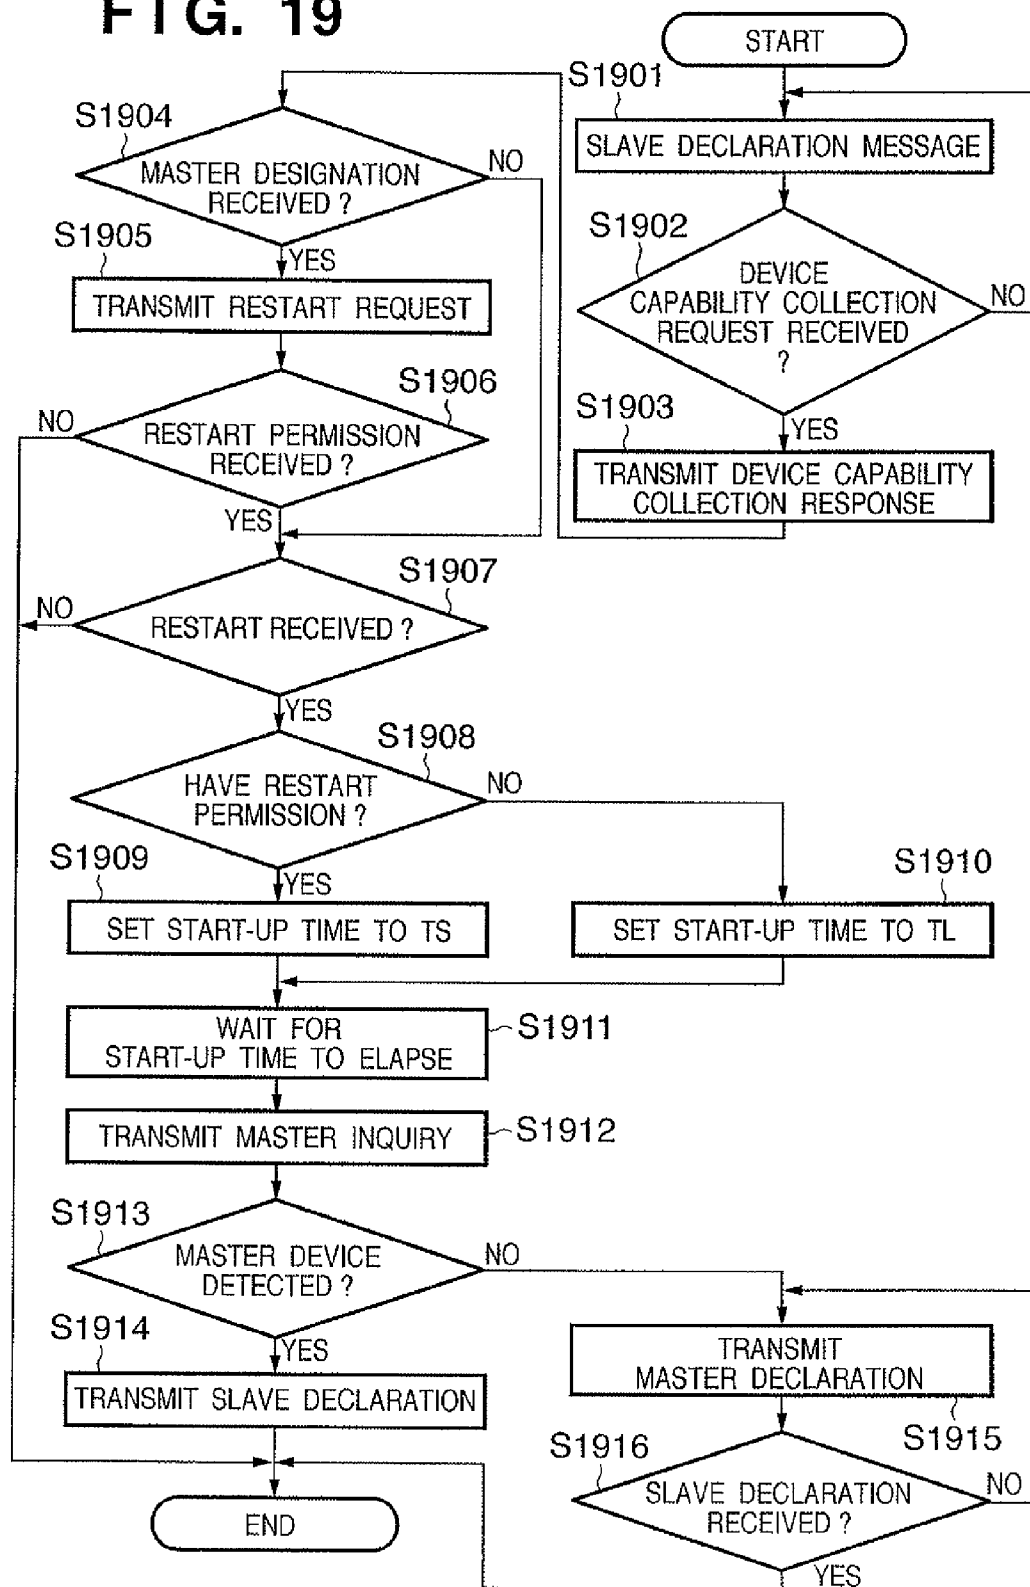 FIG. 19
START
S1901
SLAVE DECLARATION MESSAGE
S1902
DEVICE
CAPABILITY COLLECTION
REQUEST RECEIVED
?
NO
YES
S1903
TRANSMIT DEVICE CAPABILITY
COLLECTION RESPONSE
S1904
MASTER DESIGNATION
RECEIVED ?
NO
YES
S1905
TRANSMIT RESTART REQUEST
S1906
RESTART PERMISSION
RECEIVED ?
NO
YES
S1907
RESTART RECEIVED ?
NO
YES
S1908
HAVE RESTART
PERMISSION ?
NO
YES
S1909
SET START-UP TIME TO TS
S1910
SET START-UP TIME TO TL
WAIT FOR
START-UP TIME TO ELAPSE
S1911
TRANSMIT MASTER INQUIRY
S1912
S1913
MASTER DEVICE
DETECTED ?
NO
YES
S1914
TRANSMIT SLAVE DECLARATION
END
TRANSMIT
MASTER DECLARATION
S1915
S1916
SLAVE DECLARATION
RECEIVED ?
NO
YES